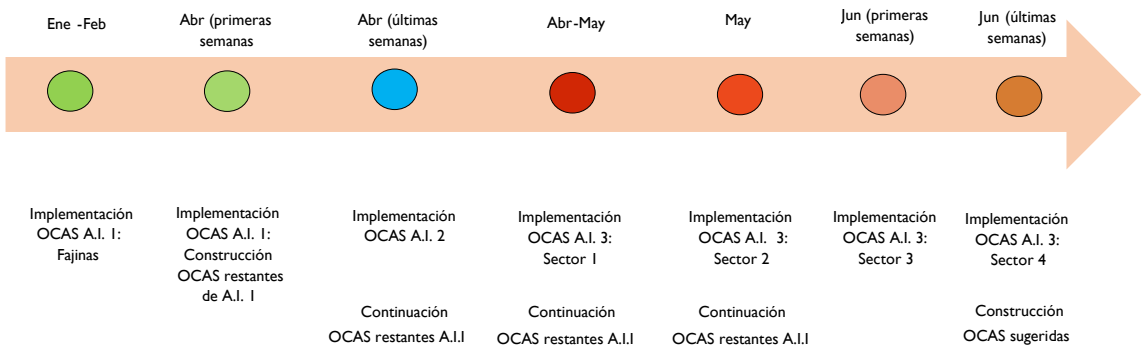 Ene -Feb
Abr (primeras
semanas
Abr (últimas
semanas)
Abr-May
May
Jun (primeras
semanas)
Jun (últimas
semanas)
Implementación
OCAS A.I. 1:
Fajinas
Implementación
OCAS A.I. 1:
Construcción
OCAS restantes
de A.I. 1
Implementación
OCAS A.I. 2
Continuación
OCAS restantes A.I.1
Implementación
OCAS A.I. 3:
Sector 1
Continuación
OCAS restantes A.I.1
Implementación
OCAS A.I. 3:
Sector 2
Continuación
OCAS restantes A.I.1
Implementación
OCAS A.I. 3:
Sector 3
Implementación
OCAS A.I. 3:
Sector 4
Construcción
OCAS sugeridas